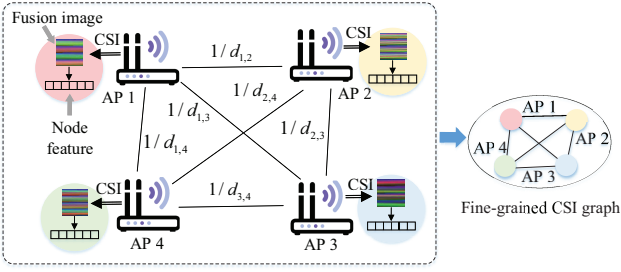 Fusion image
CSI
AP 1
Node
feature
1/d1,2
CSI
AP 2
1/d1,3
1/d2,4
1/d1,4
1/d2,3
CSI
AP 4
1/d3,4
CSI
AP 3
AP 1
AP 2
AP 4
AP 3
Fine-grained CSI graph